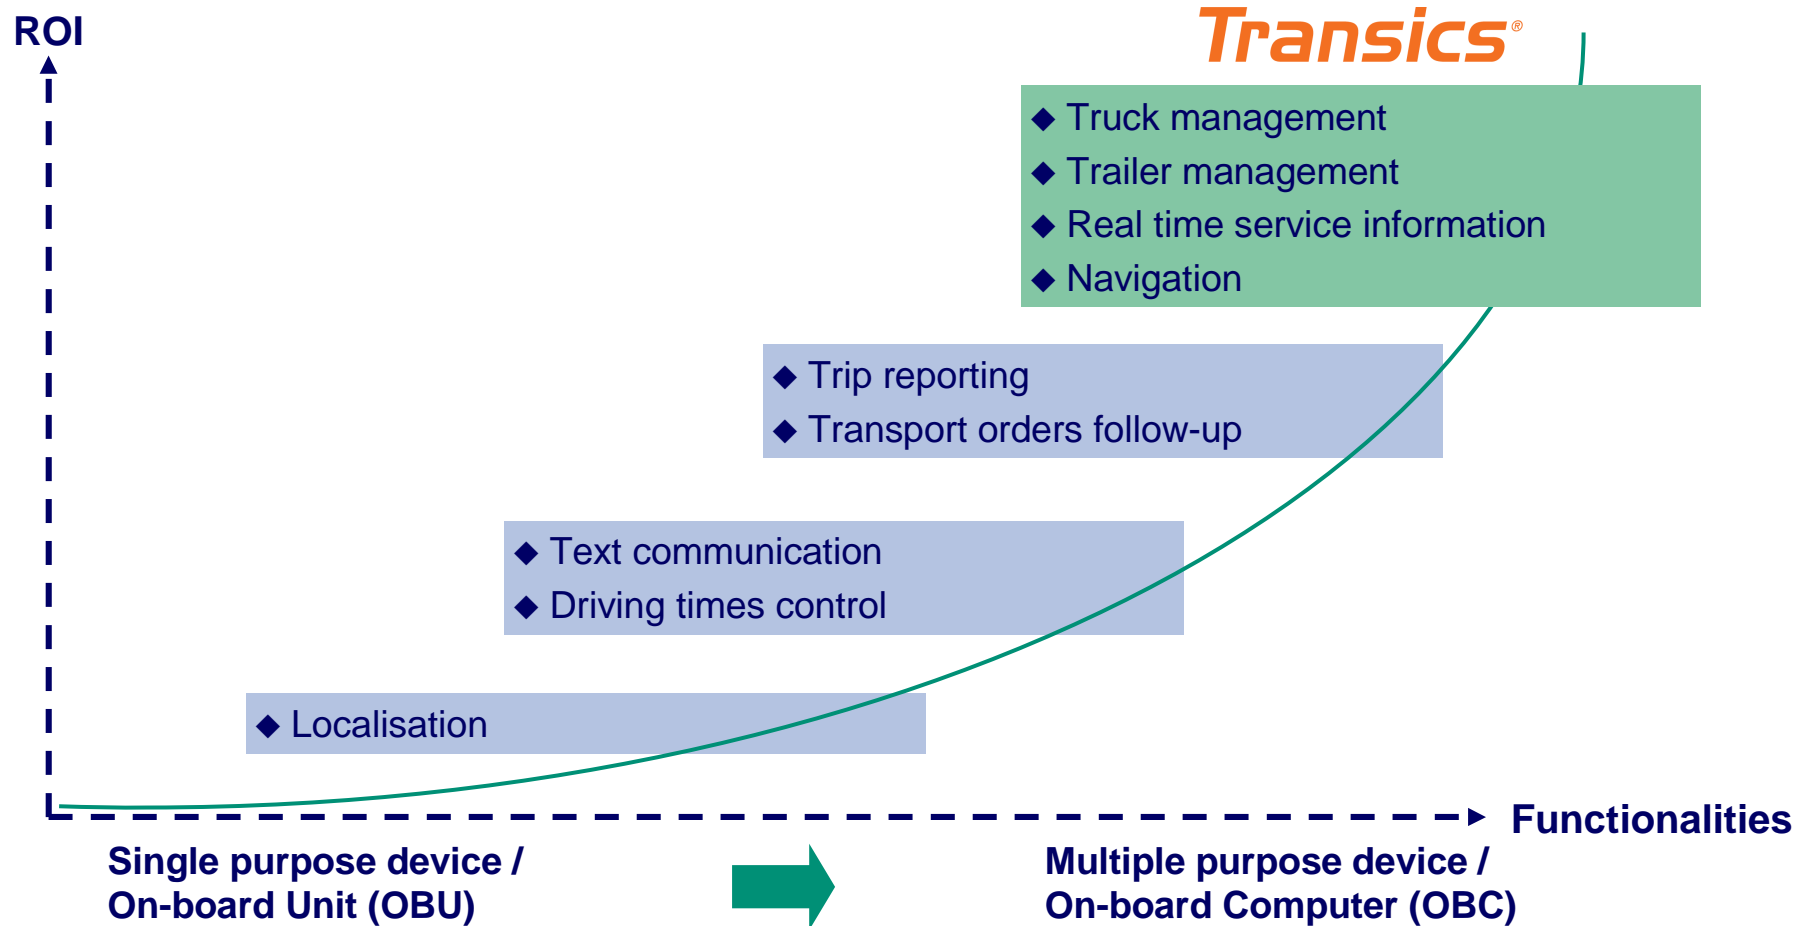 ROI
Transics®
◆ Truck management
◆ Trailer management
◆ Real time service information
◆ Navigation
◆ Trip reporting
◆ Transport orders follow-up
◆ Text communication
◆ Driving times control
◆ Localisation
Functionalities
Single purpose device /
On-board Unit (OBU)
Multiple purpose device /
On-board Computer (OBC)